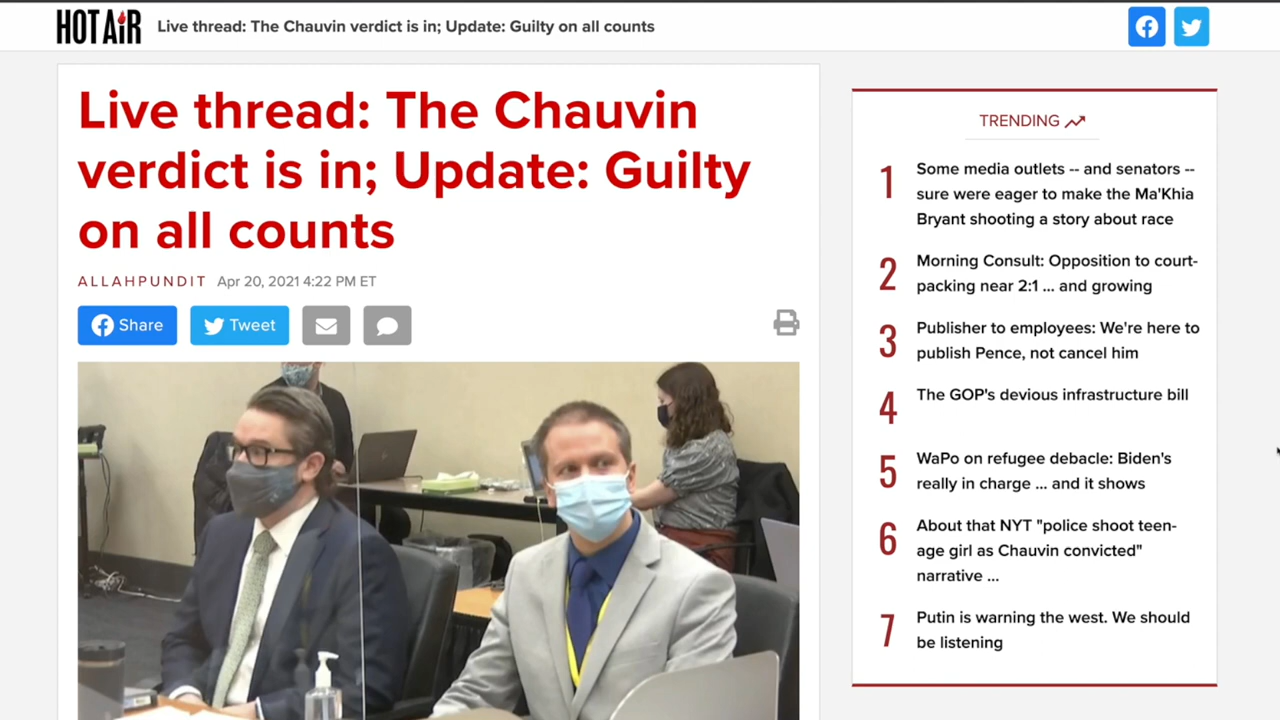 HOT AiR
Live thread: The Chauvin verdict is in; Update: Guilty on all counts
Live thread: The Chauvin
verdict is in; Update: Guilty
on all counts
ALLAHPUNDIT Apr 20, 2021 4:22 PM ET
Share
Tweet
TRENDING
1
Some media outlets -- and senators --
sure were eager to make the Ma'Khia
Bryant shooting a story about race
2
Morning Consult: Opposition to court-
packing near 2:1 ... and growing
3
Publisher to employees: We're here to
publish Pence, not cancel him
4
The GOP's devious infrastructure bill
5
WaPo on refugee debacle: Biden's
really in charge ... and it shows
6
About that NYT "police shoot teen-
age girl as Chauvin convicted"
narrative ...
7
Putin is warning the west. We should
be listening